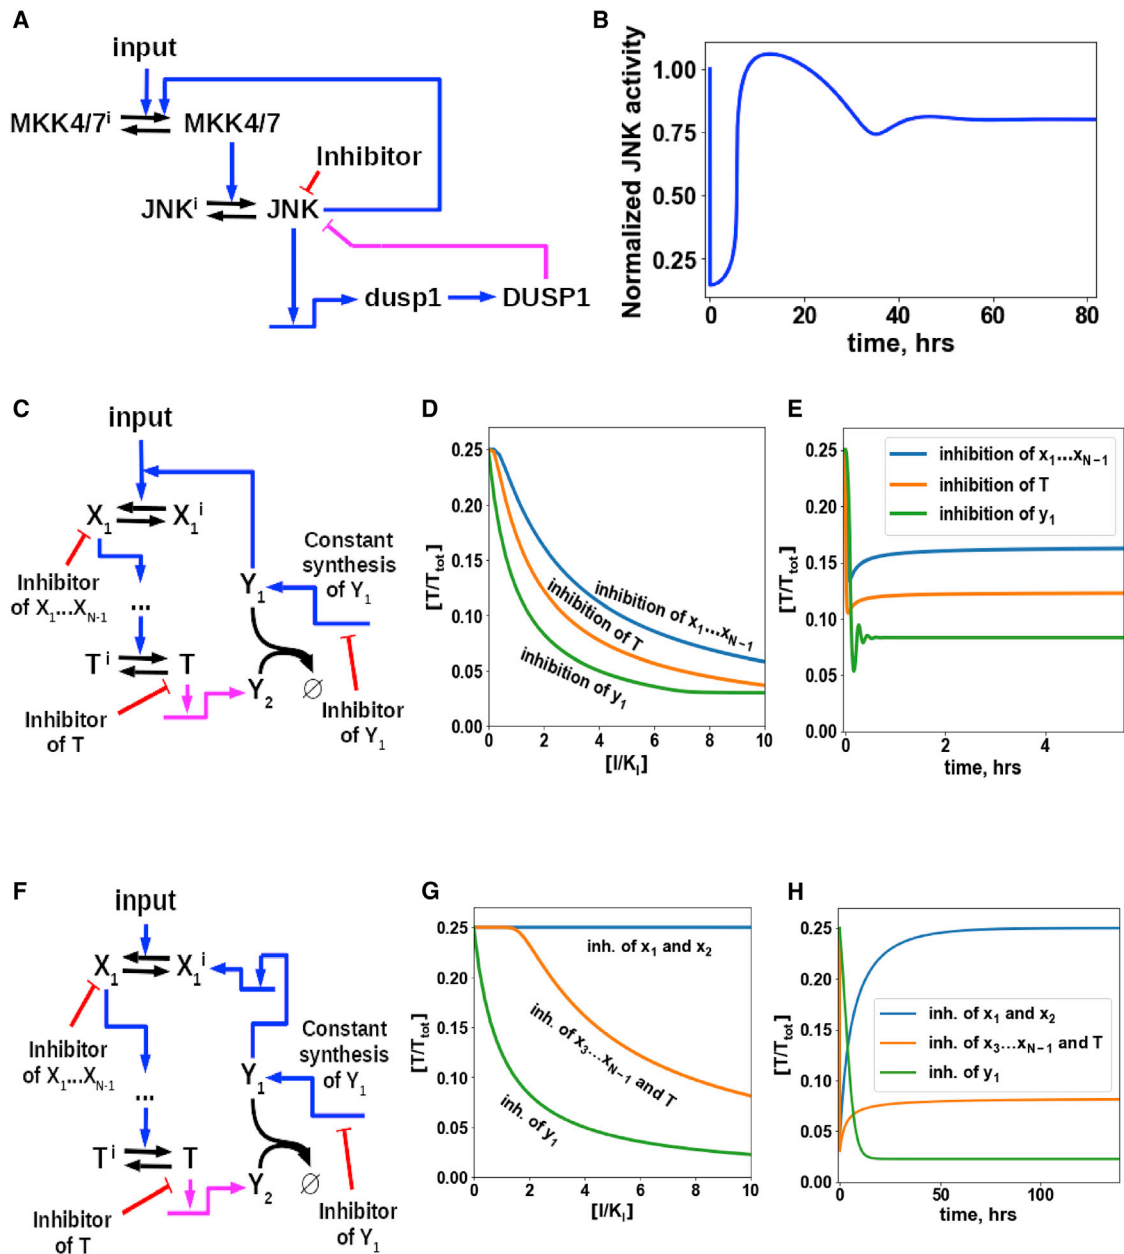 A
input
MKK4/7ⁱ
MKK4/7
Inhibitor
JNKⁱ
JNK
dusp1
DUSP1
B
Normalized JNK activity
1.00
0.75
0.50
0.25
0
20
40
60
80
time, hrs
C
input
X₁
X₁ⁱ
Inhibitor
of X₁...X_N-1
...
Constant
synthesis
of Y₁
Y₁
Tⁱ
T
Y₂
∅
Inhibitor
of T
Inhibitor
of Y₁
D
[T/T_tot]
0.25
0.20
0.15
0.10
0.05
0.00
inhibition of x₁...x_N−1
inhibition of T
inhibition of y₁
0
2
4
6
8
10
[I/K_I]
E
[T/T_tot]
0.25
0.20
0.15
0.10
0.05
0.00
inhibition of x₁...x_N−1
inhibition of T
inhibition of y₁
0
2
4
time, hrs
F
input
X₁
X₁ⁱ
Inhibitor
of X₁...X_N-1
...
Constant
synthesis
of Y₁
Y₁
Tⁱ
T
Y₂
∅
Inhibitor
of T
Inhibitor
of Y₁
G
[T/T_tot]
0.25
0.20
0.15
0.10
0.05
0.00
inh. of x₁ and x₂
inh. of x₃...x_N−1 and T
inh. of y₁
0
2
4
6
8
10
[I/K_I]
H
[T/T_tot]
0.25
0.20
0.15
0.10
0.05
0.00
inh. of x₁ and x₂
inh. of x₃...x_N−1 and T
inh. of y₁
0
50
100
time, hrs